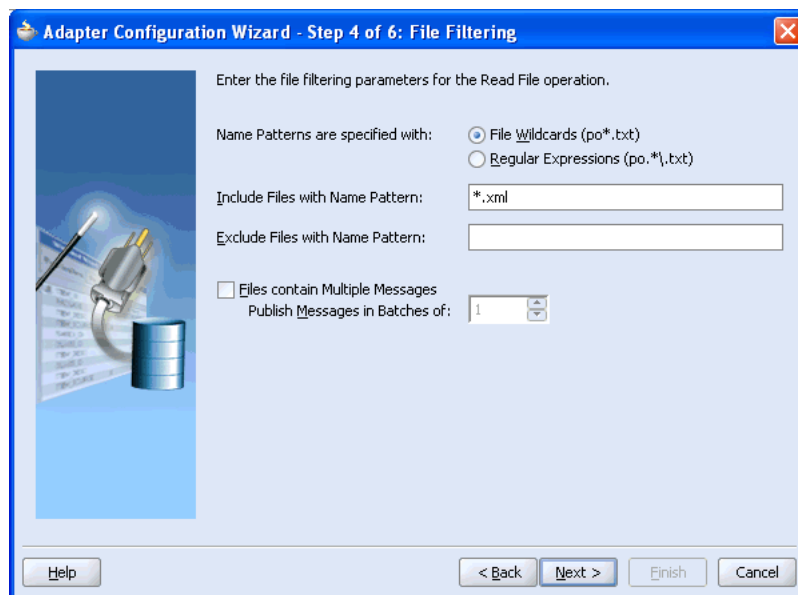 Adapter Configuration Wizard - Step 4 of 6: File Filtering
Enter the file filtering parameters for the Read File operation.
Name Patterns are specified with:
File Wildcards (po*.txt)
Regular Expressions (po.*\.txt)
Include Files with Name Pattern:
*.xml
Exclude Files with Name Pattern:
Files contain Multiple Messages
Publish Messages in Batches of:
1
Help
< Back
Next >
Finish
Cancel